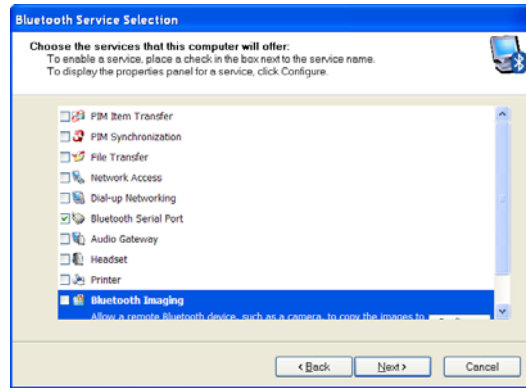 Bluetooth Service Selection
Choose the services that this computer will offer:
To enable a service, place a check in the box next to the service name.
To display the properties panel for a service, click Configure.
PIM Item Transfer
PIM Synchronization
File Transfer
Network Access
Dial-up Networking
Bluetooth Serial Port
Audio Gateway
Headset
Printer
Bluetooth Imaging
Allow a remote Bluetooth device, such as a camera, to copy the images to
< Back Next > Cancel